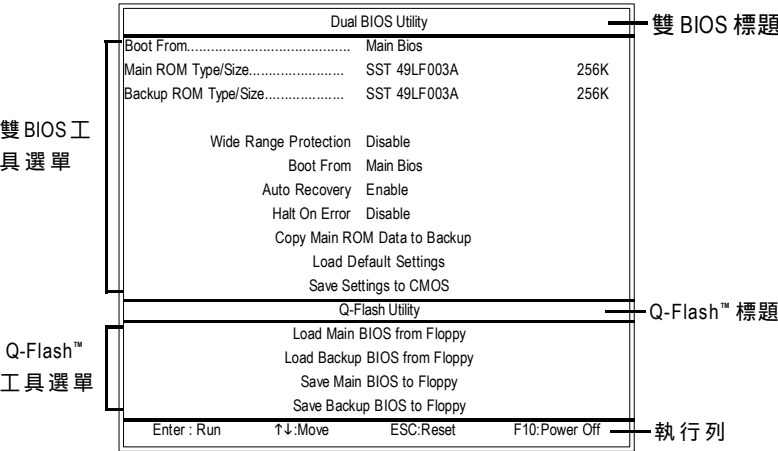 Dual BIOS Utility
雙 BIOS 標題
Boot From....................................... Main Bios
Main ROM Type/Size....................... SST 49LF003A 256K
Backup ROM Type/Size.................... SST 49LF003A 256K
雙 BIOS 工
具選單
Wide Range Protection Disable
Boot From Main Bios
Auto Recovery Enable
Halt On Error Disable
Copy Main ROM Data to Backup
Load Default Settings
Save Settings to CMOS
Q-Flash Utility
Q-Flash™ 標題
Load Main BIOS from Floppy
Load Backup BIOS from Floppy
Save Main BIOS to Floppy
Save Backup BIOS to Floppy
Q-Flash™
工具選單
Enter : Run ↑↓:Move ESC:Reset F10:Power Off
執行列